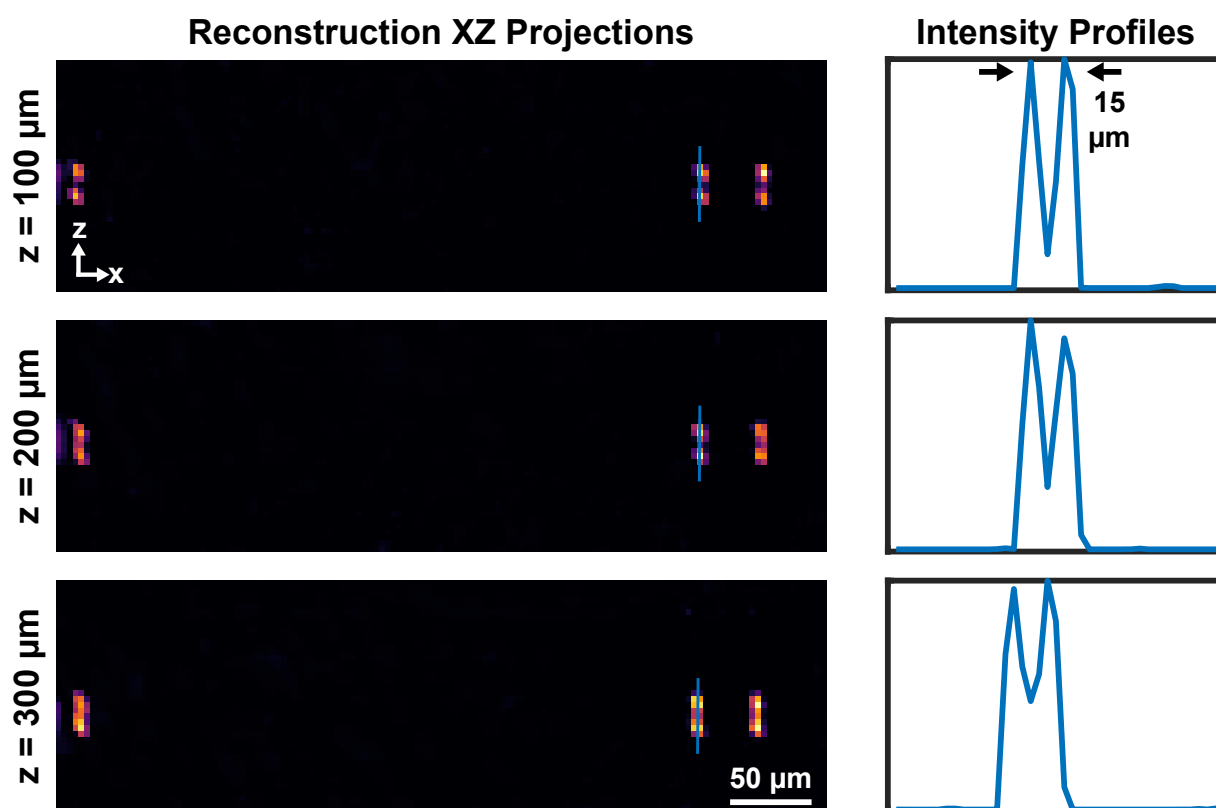 Reconstruction XZ Projections
Intensity Profiles
z = 100 µm
z
x
15
µm
z = 200 µm
z = 300 µm
50 µm